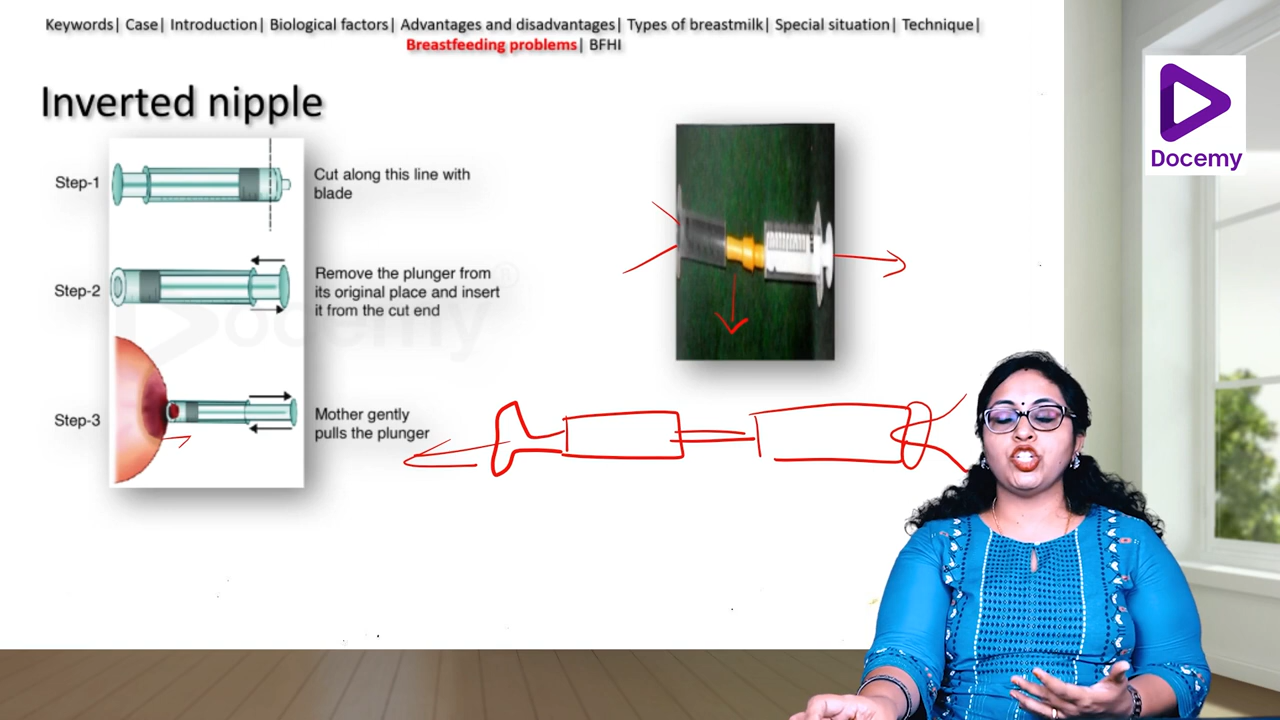 Keywords| Case| Introduction| Biological factors| Advantages and disadvantages| Types of breastmilk| Special situation| Technique|
Breastfeeding problems| BFHI
Docemy
Inverted nipple
Step-1
Cut along this line with
blade
Step-2
Remove the plunger from
its original place and insert
it from the cut end
Docemy
Step-3
Mother gently
pulls the plunger